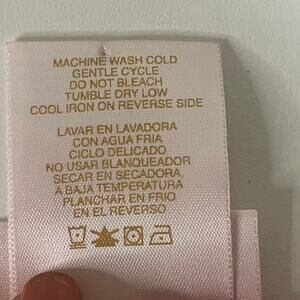 MACHINE WASH COLD
GENTLE CYCLE
DO NOT BLEACH
TUMBLE DRY LOW
COOL IRON ON REVERSE SIDE
LAVAR EN LAVADORA
CON AGUA FRIA
CICLO DELICADO
NO USAR BLANQUEADOR
SECAR EN SECADORA,
A BAJA TEMPERATURA
PLANCHAR EN FRIO
EN EL REVERSO